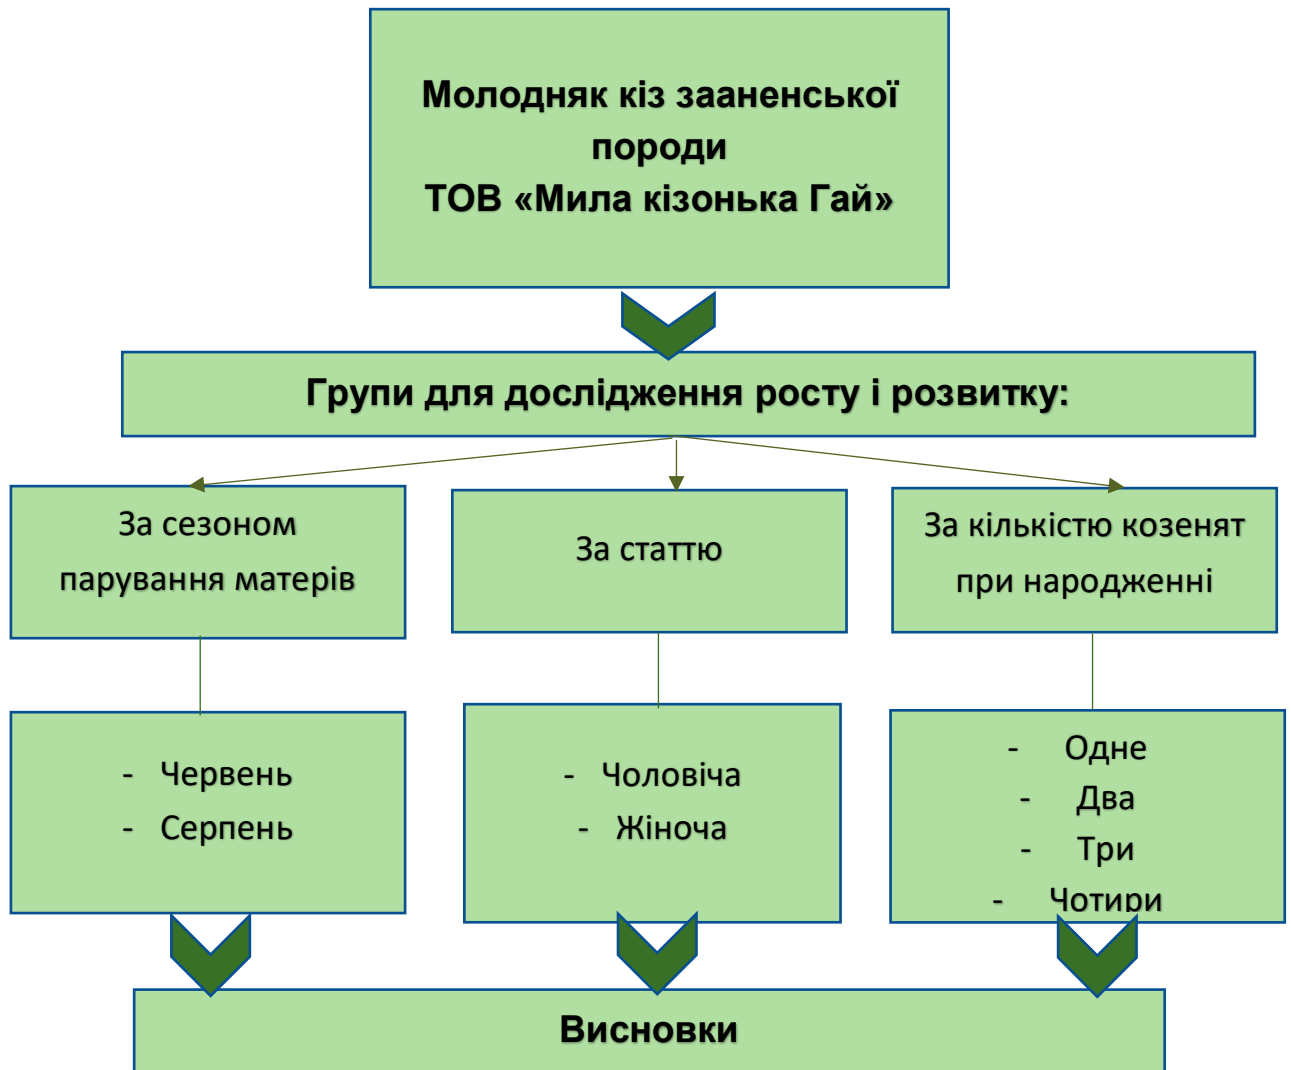 Молодняк кіз зааненської
породи
ТОВ «Мила кізонька Гай»
Групи для дослідження росту і розвитку:
За сезоном
парування матерів
За статтю
За кількістю козенят
при народженні
- Червень
- Серпень
- Чоловіча
- Жіноча
- Одне
- Два
- Три
- Чотири
Висновки